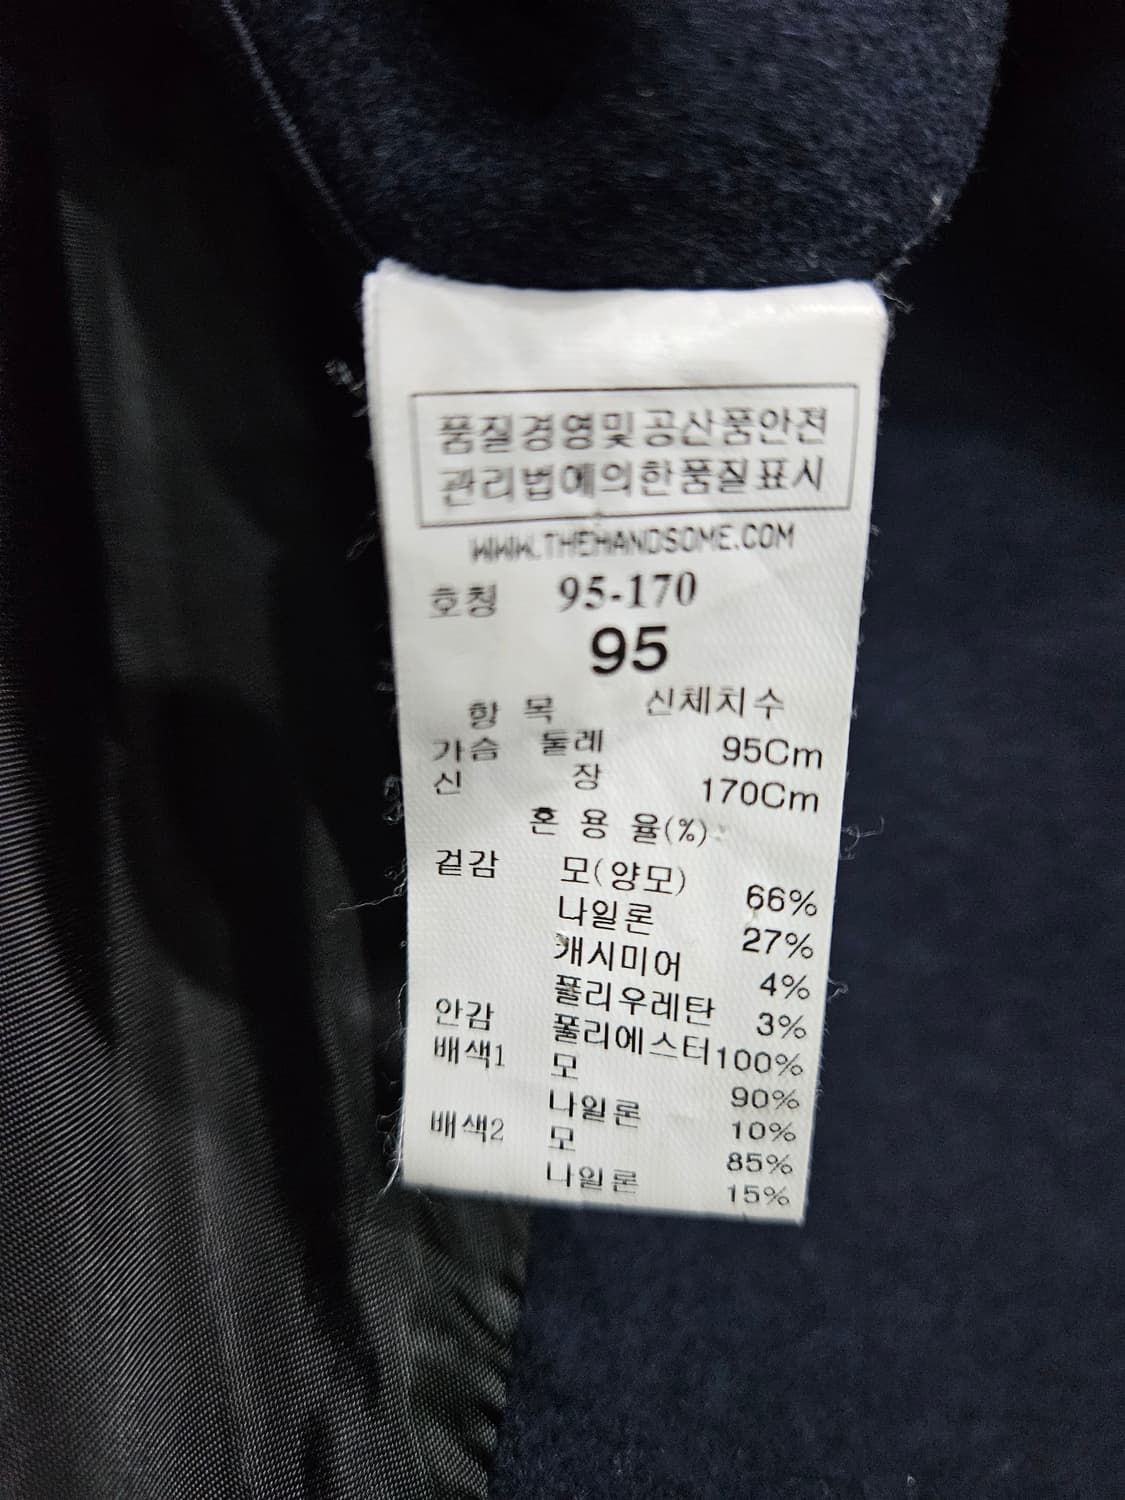 품질경영및공산품안전
관리법에의한품질표시
WWW.THEHANDSOME.COM
호칭 95-170
95
항 목 신체치수
가슴 둘레 95Cm
신 장 170Cm
혼 용 율(%)
겉감 모(양모) 66%
나일론 27%
캐시미어 4%
폴리우레탄 3%
안감 폴리에스터 100%
배색1 모 90%
나일론 10%
배색2 모 85%
나일론 15%